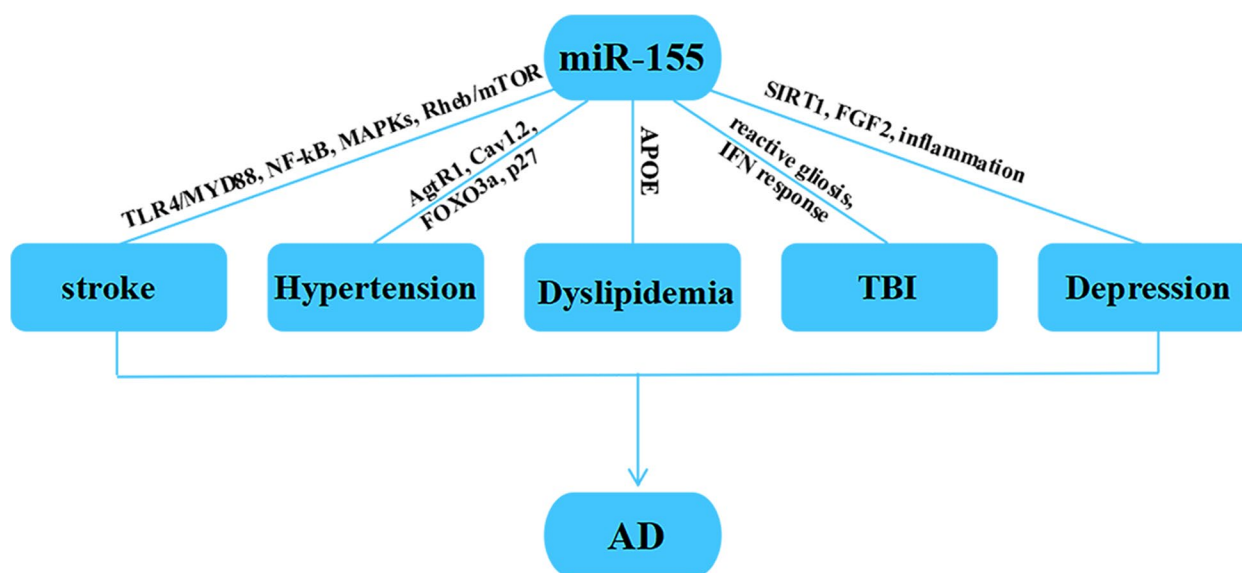 miR-155
TLR4/MYD88, NF-kB, MAPKs, Rheb/mTOR
AgtR1, Cav1.2,
FOXO3a, p27
APOE
reactive gliosis,
IFN response
SIRT1, FGF2, inflammation
stroke
Hypertension
Dyslipidemia
TBI
Depression
AD